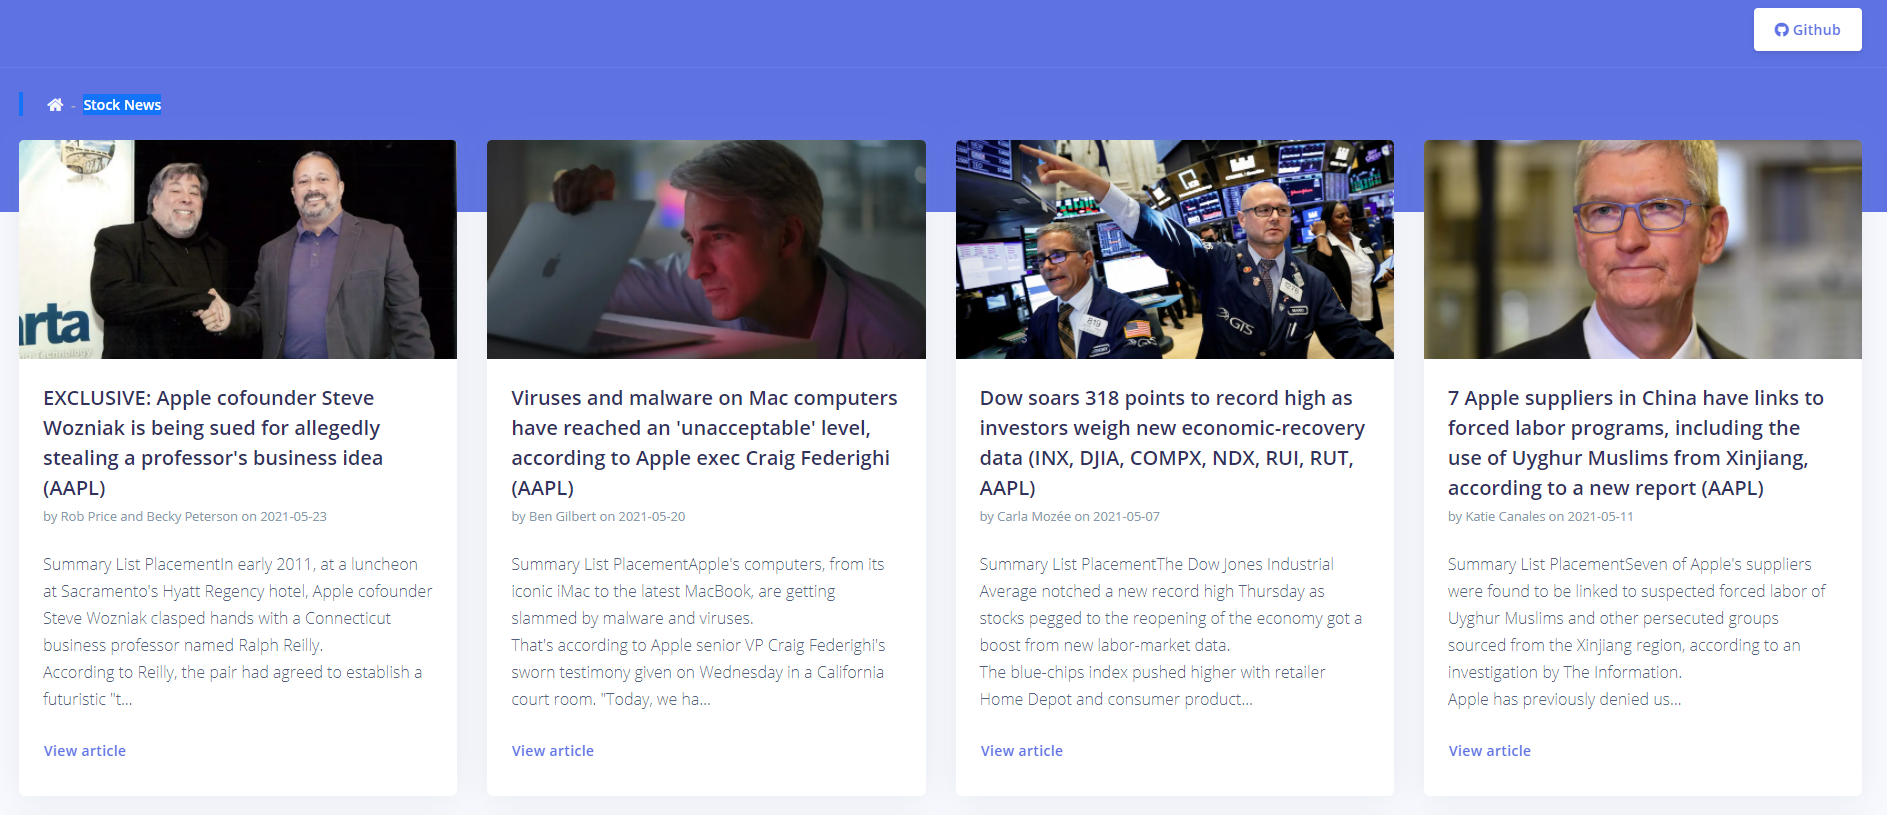 Github
- Stock News
arta
EXCLUSIVE: Apple cofounder Steve
Wozniak is being sued for allegedly
stealing a professor's business idea
(AAPL)
by Rob Price and Becky Peterson on 2021-05-23
Summary List PlacementIn early 2011, at a luncheon
at Sacramento's Hyatt Regency hotel, Apple cofounder
Steve Wozniak clasped hands with a Connecticut
business professor named Ralph Reilly.
According to Reilly, the pair had agreed to establish a
futuristic "t...
View article
Viruses and malware on Mac computers
have reached an 'unacceptable' level,
according to Apple exec Craig Federighi
(AAPL)
by Ben Gilbert on 2021-05-20
Summary List PlacementApple's computers, from its
iconic iMac to the latest MacBook, are getting
slammed by malware and viruses.
That's according to Apple senior VP Craig Federighi's
sworn testimony given on Wednesday in a California
court room. "Today, we ha...
View article
819
GTS
Dow soars 318 points to record high as
investors weigh new economic-recovery
data (INX, DJIA, COMPX, NDX, RUI, RUT,
AAPL)
by Carla Mozée on 2021-05-07
Summary List PlacementThe Dow Jones Industrial
Average notched a new record high Thursday as
stocks pegged to the reopening of the economy got a
boost from new labor-market data.
The blue-chips index pushed higher with retailer
Home Depot and consumer product...
View article
7 Apple suppliers in China have links to
forced labor programs, including the
use of Uyghur Muslims from Xinjiang,
according to a new report (AAPL)
by Katie Canales on 2021-05-11
Summary List PlacementSeven of Apple's suppliers
were found to be linked to suspected forced labor of
Uyghur Muslims and other persecuted groups
sourced from the Xinjiang region, according to an
investigation by The Information.
Apple has previously denied us...
View article